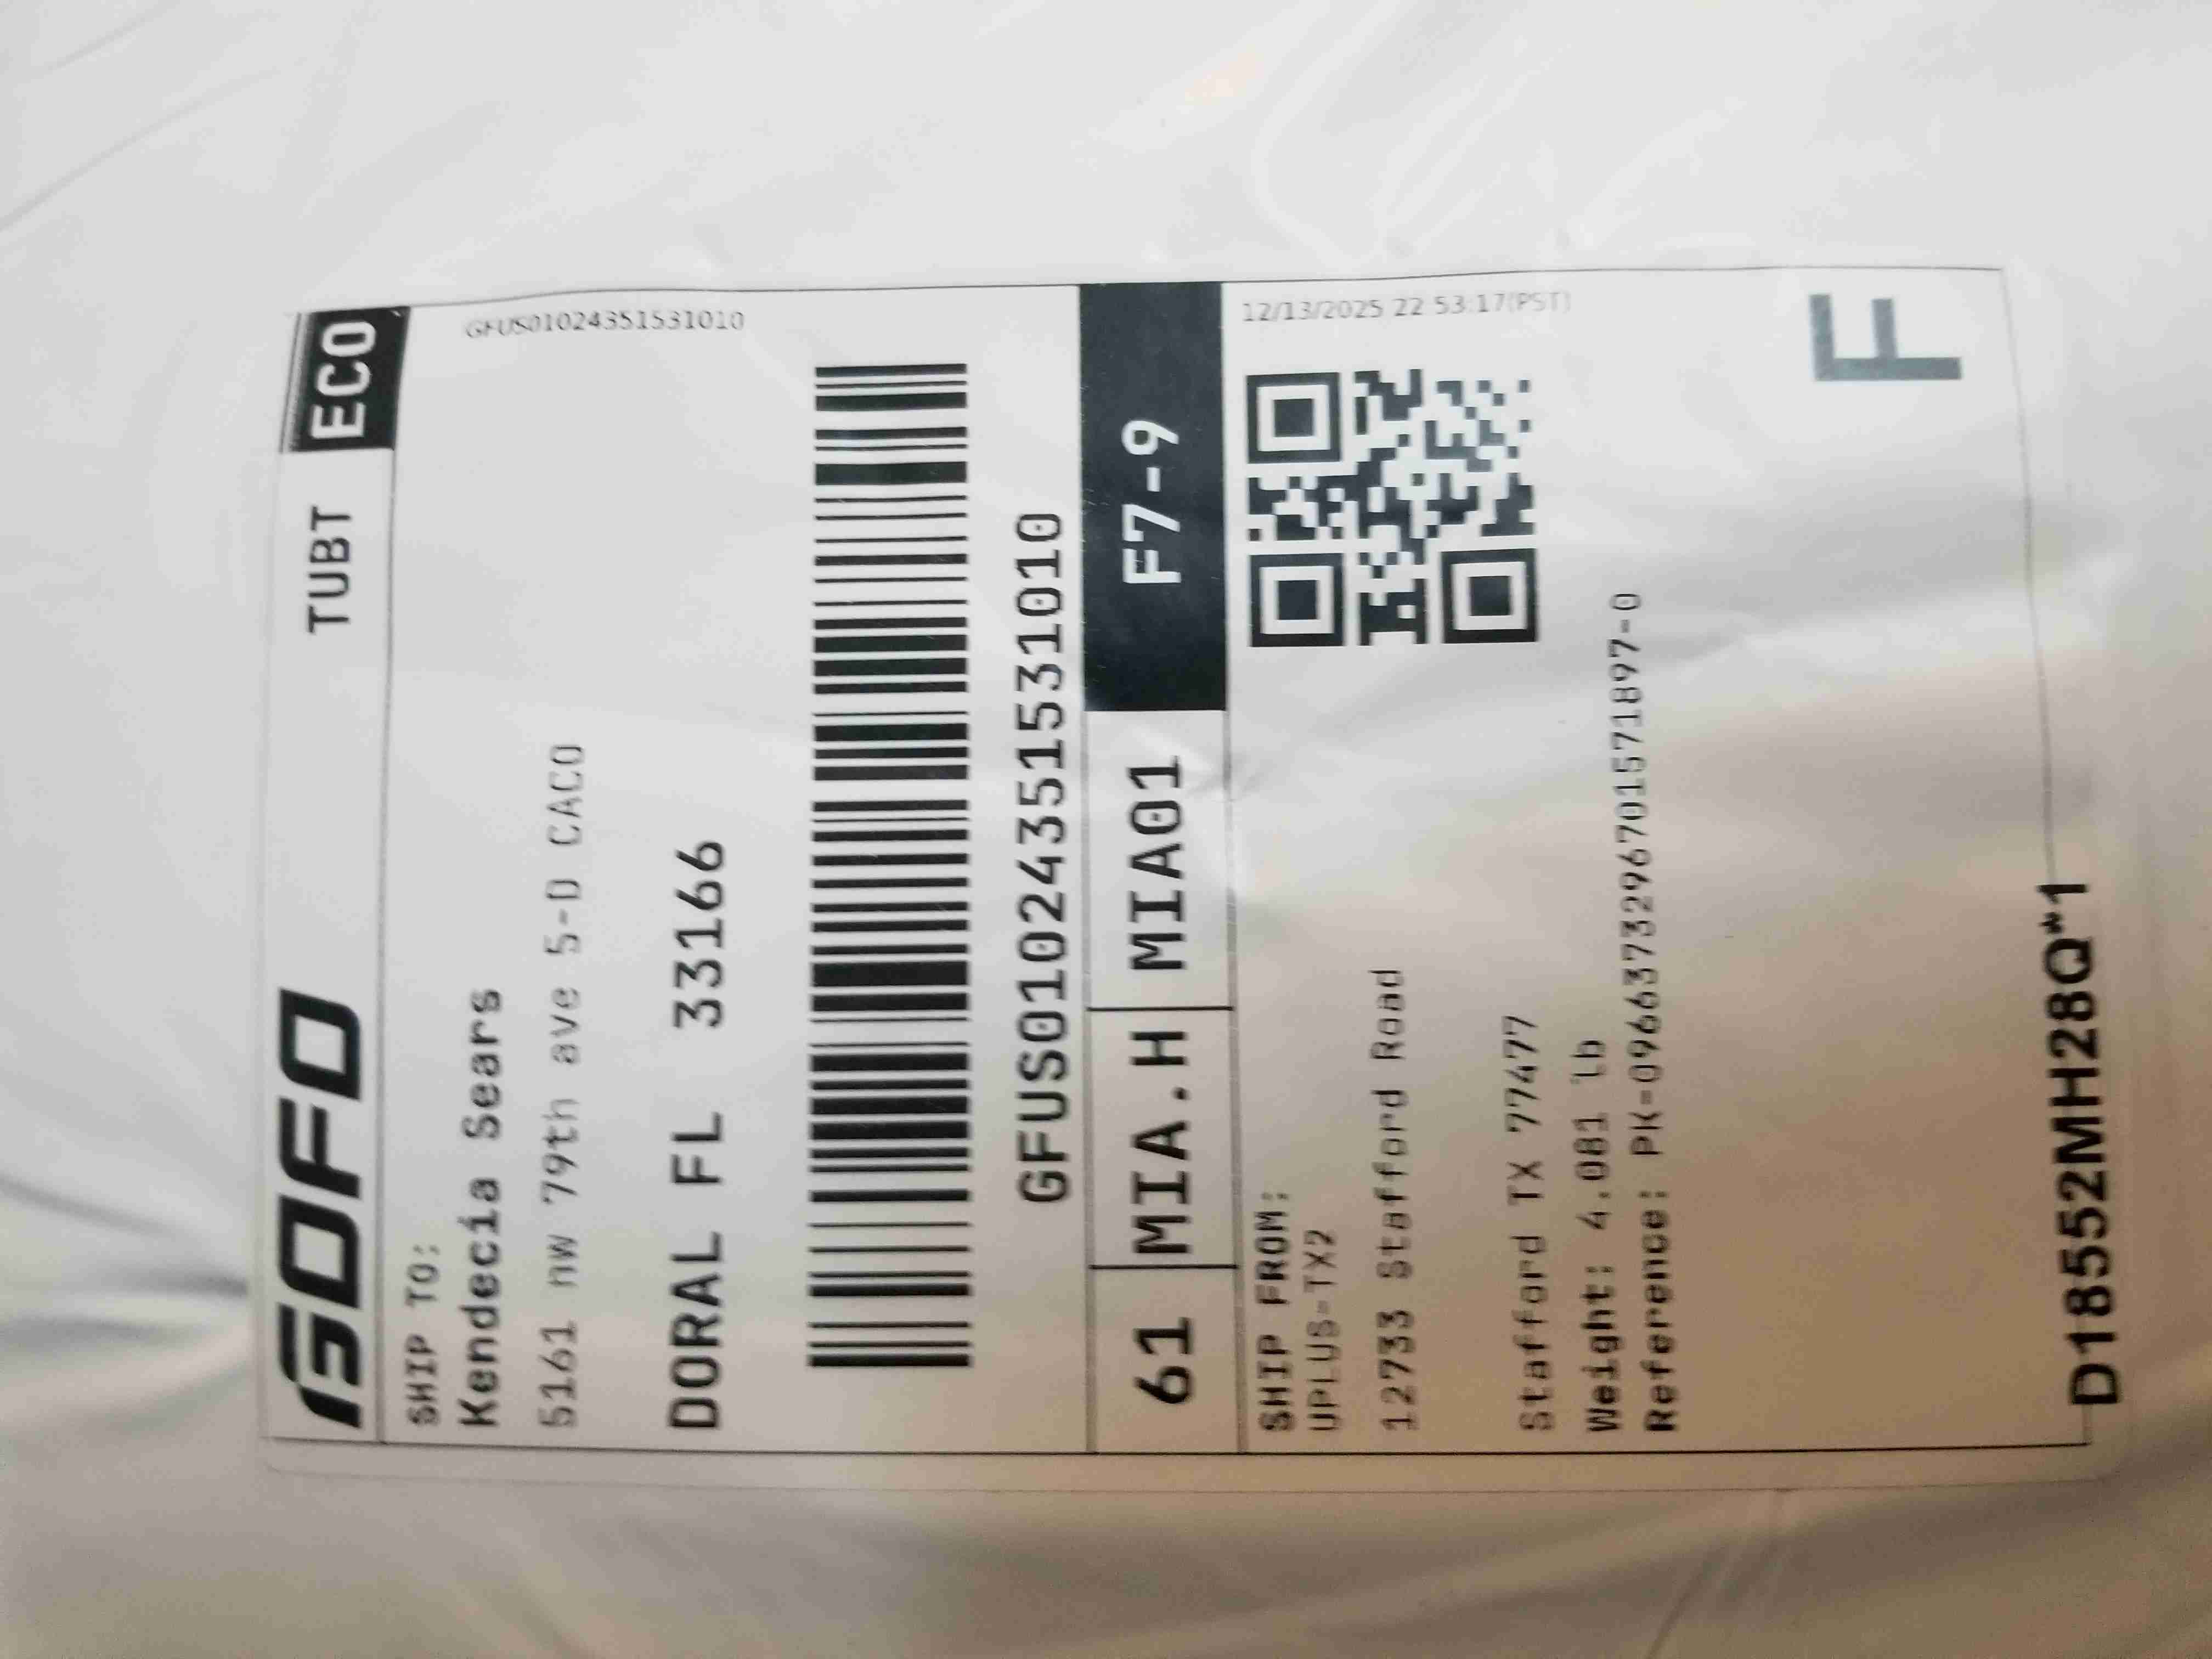 GOFO
TUBT
ECO
SHIP TO:
GFUS01024351531010
Kendecia Sears
5161 nw 79th ave 5-D CACO
DORAL FL 33166
GFUS01024351531010
61
MIA.H
MIA01
F7-9
SHIP FROM:
12/13/2025 22:53:17(PST)
UPLUS-TX2
12733 Stafford Road
Stafford TX 77477
Weight: 4.081 lb
Reference: PK-09663732967015718​97-0
F
D18552MH28Q*1